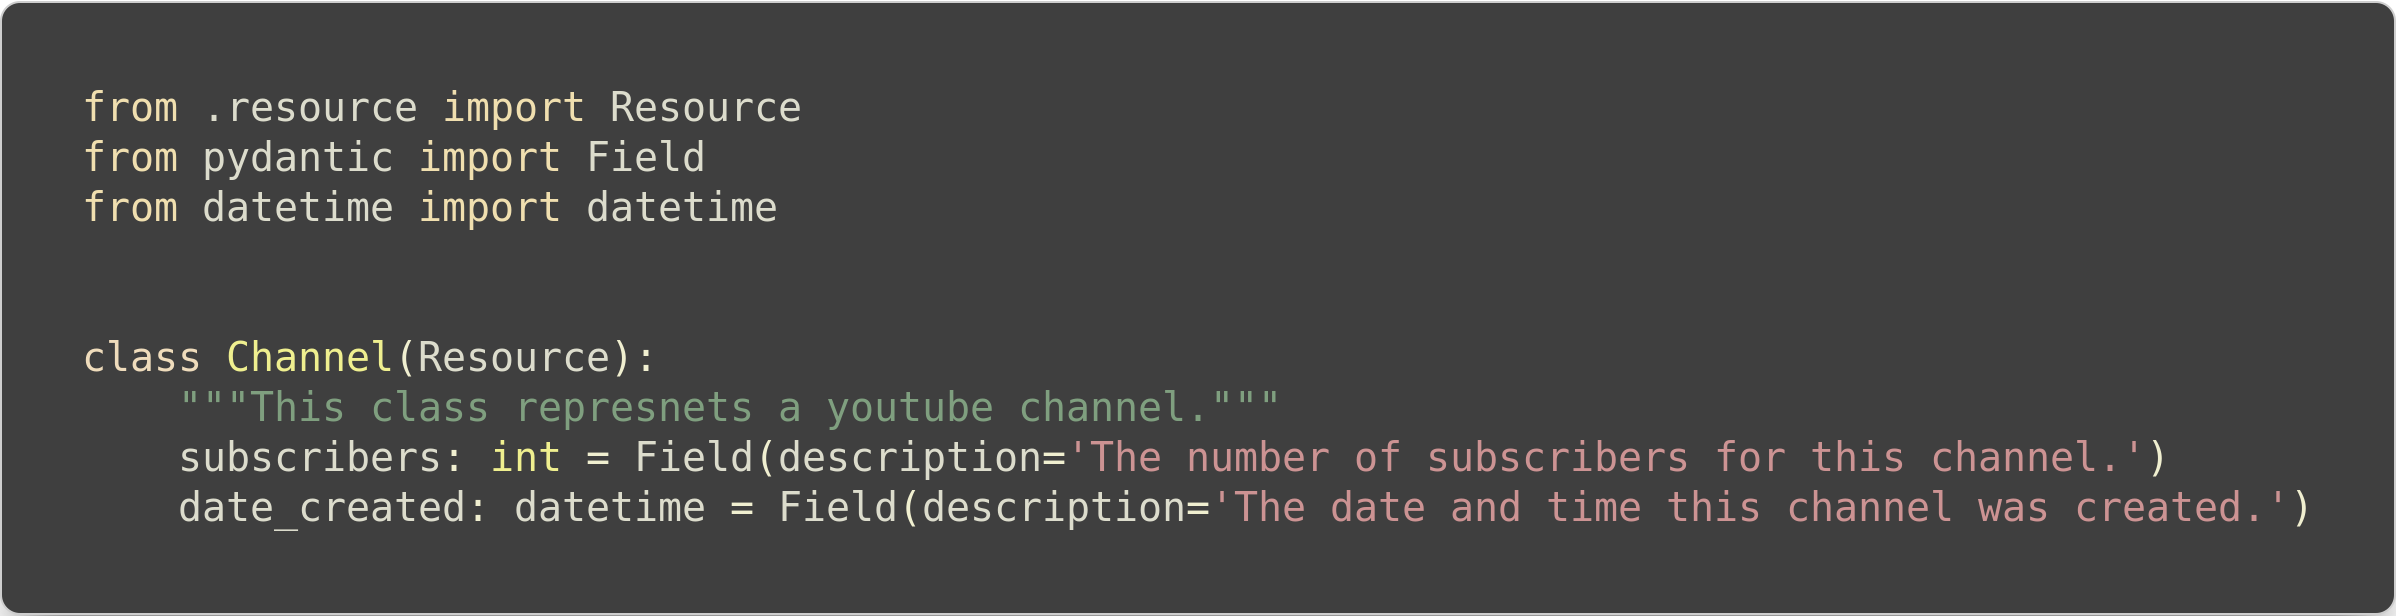 from .resource import Resource
from pydantic import Field
from datetime import datetime
class Channel(Resource):
    """This class represnets a youtube channel."""
    subscribers: int = Field(description='The number of subscribers for this channel.')
    date_created: datetime = Field(description='The date and time this channel was created.')